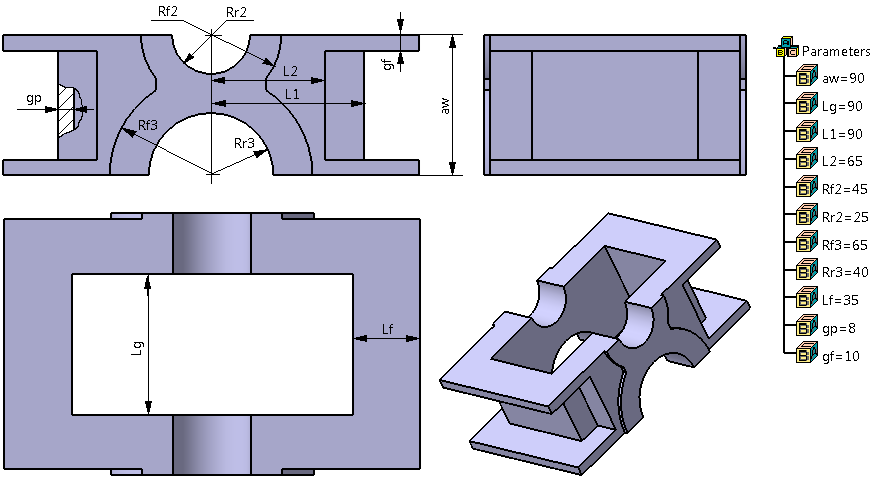 Rf2
Rr2
gf
L2
L1
aw
gp
Rf3
Rr3
Lg
Lf
Parameters
aw=90
Lg=90
L1=90
L2=65
Rf2=45
Rr2=25
Rf3=65
Rr3=40
Lf=35
gp=8
gf=10